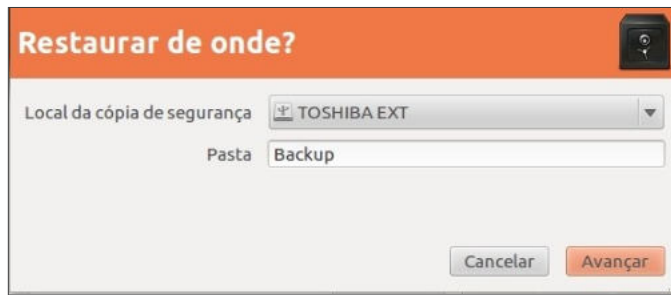 Restaurar de onde?
Local da cópia de segurança TOSHIBA EXT
Pasta Backup
Cancelar Avançar